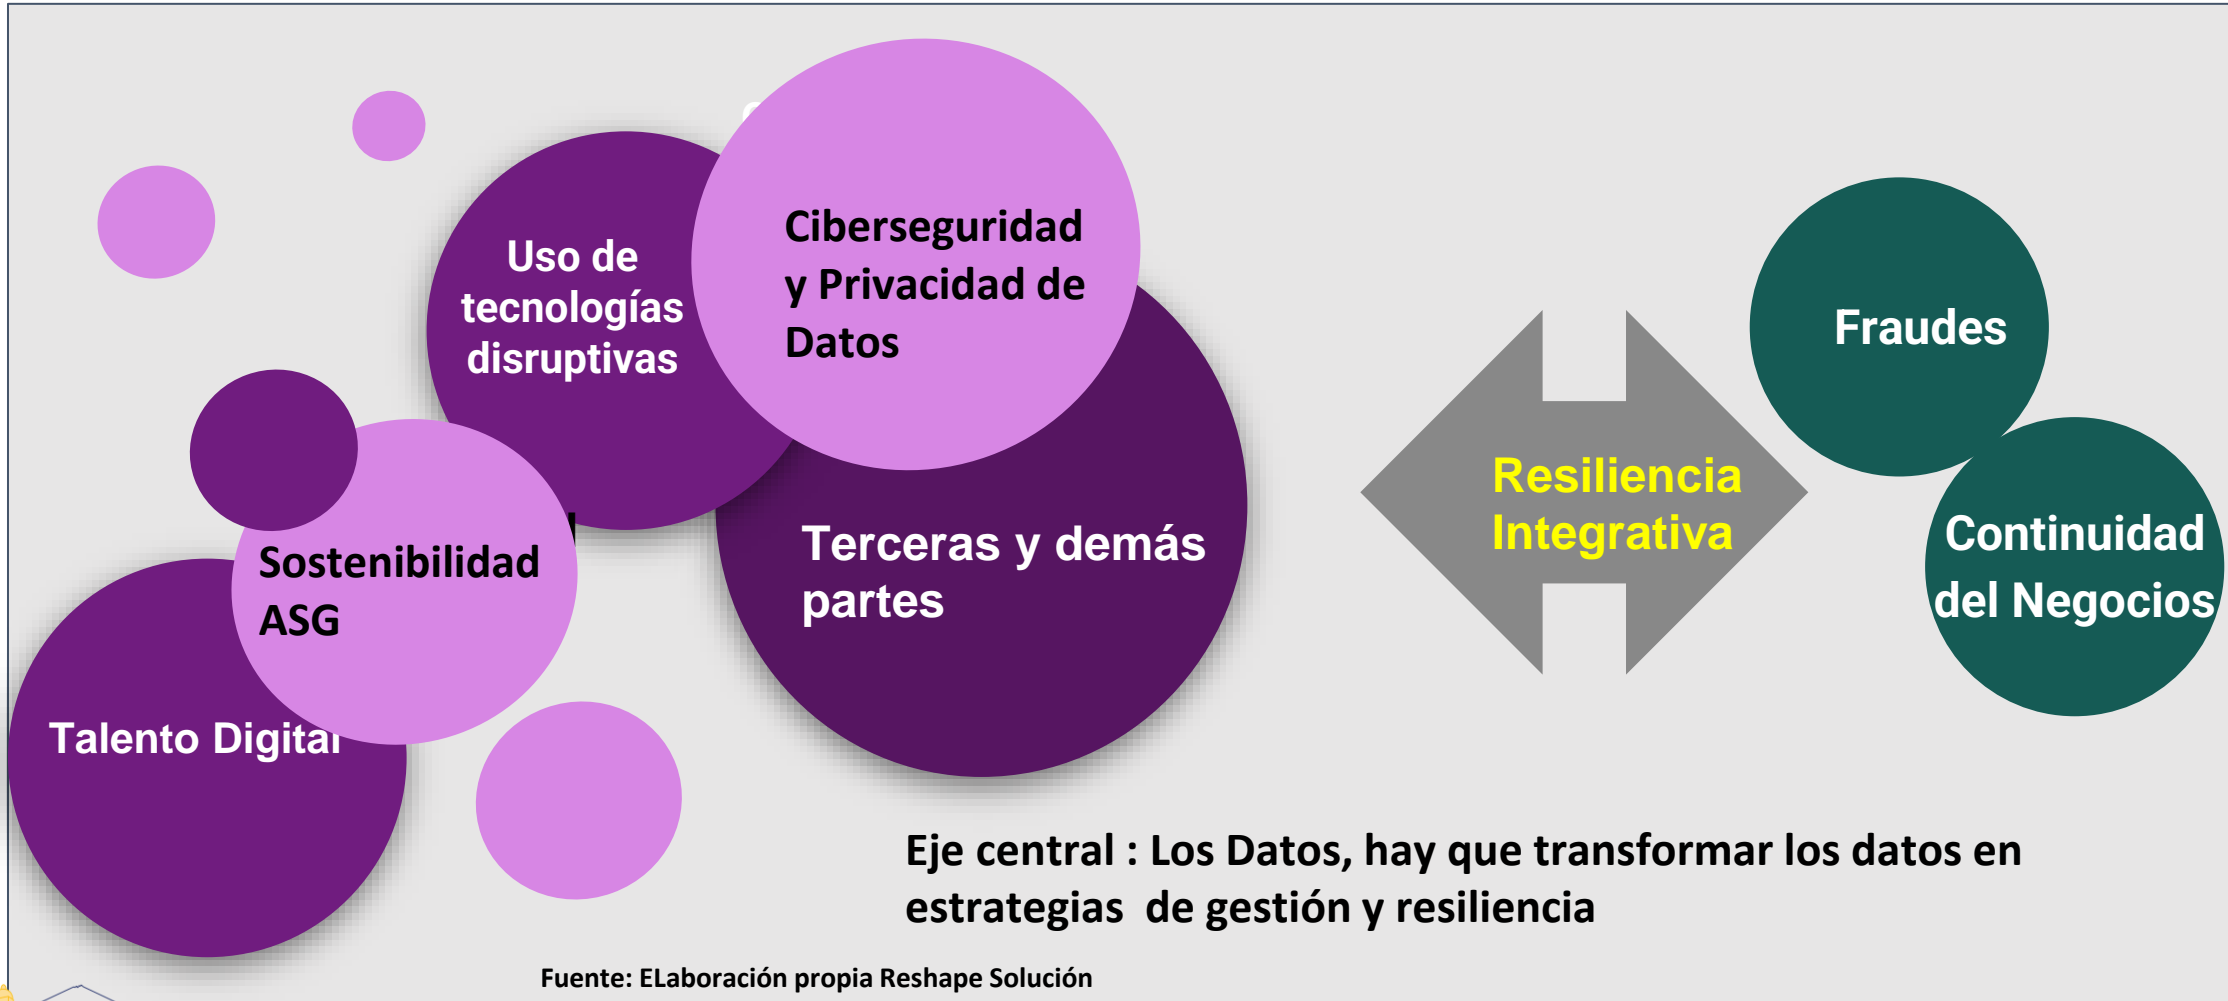 Uso de
tecnologías
disruptivas
Ciberseguridad
y Privacidad de
Datos
Fraudes
Resiliencia
Integrativa
Continuidad
del Negocios
Sostenibilidad
ASG
Terceras y demás
partes
Talento Digital
Eje central : Los Datos, hay que transformar los datos en
estrategias de gestión y resiliencia
Fuente: ELaboración propia Reshape Solución